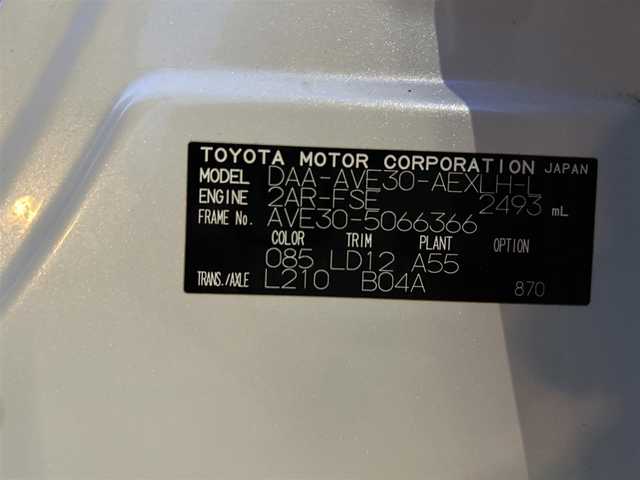 TOYOTA MOTOR CORPORATION JAPAN
MODEL DAA-AVE30-AEXLH-L
ENGINE 2AR-FSE 2493 mL
FRAME No. AVE30-5066366
COLOR TRIM PLANT OPTION
085 LD12 A55
TRANS./AXLE L210 B04A 870